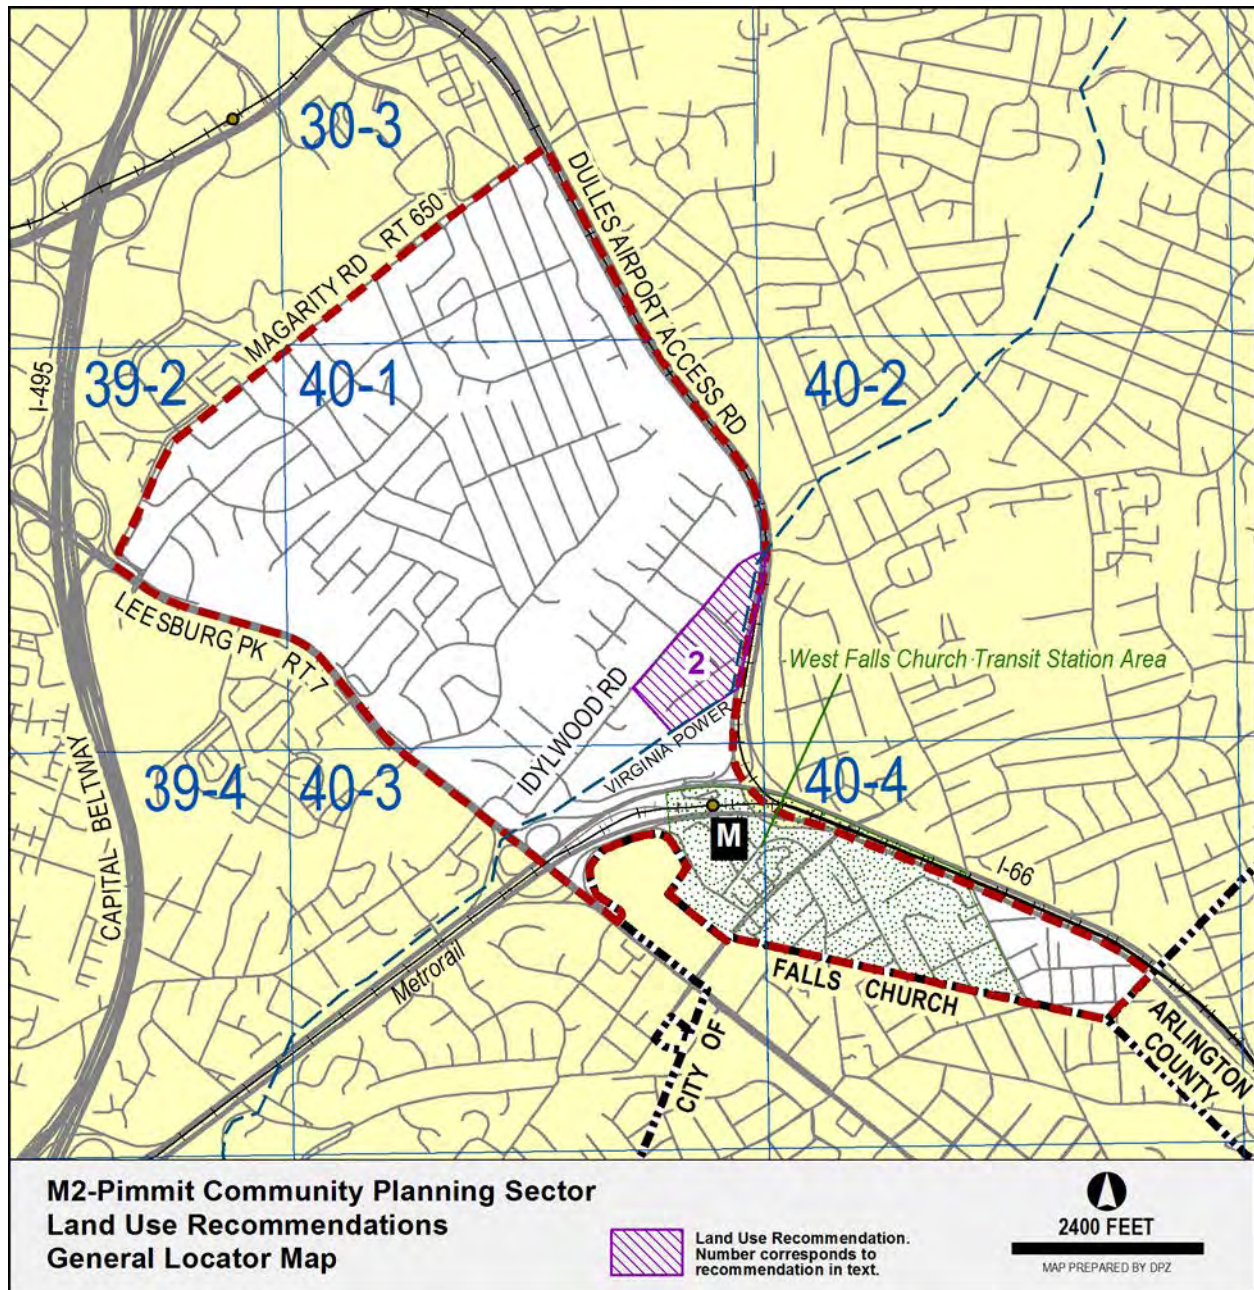 30-3
DULLES AIRPORT ACCESS RD
MAGARITY RD RT 650
I-495
39-2
40-1
40-2
LEESBURG PK RT 7
2
West Falls Church Transit Station Area
IDYLWOOD RD
VIRGINIA POWER
CAPITAL BELTWAY
39-4
40-3
40-4
M
I-66
Metrorail
CITY OF
FALLS CHURCH
ARLINGTON
COUNTY
M2-Pimmit Community Planning Sector
Land Use Recommendations
General Locator Map
Land Use Recommendation.
Number corresponds to
recommendation in text.
2400 FEET
MAP PREPARED BY DPZ